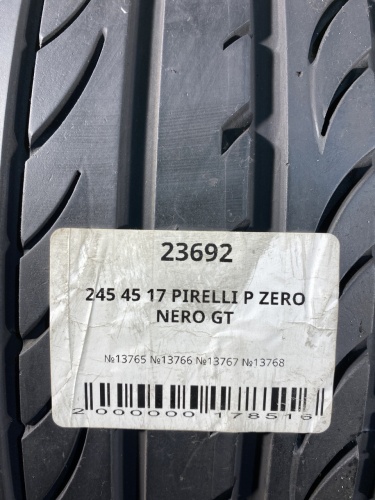 23692
245 45 17 PIRELLI P ZERO
NERO GT
№13765 №13766 №13767 №13768
2000000178516